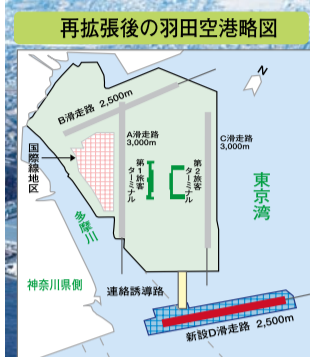 再拡張後の羽田空港略図
N
B滑走路 2,500m
A滑走路
3,000m
C滑走路
3,000m
国際線地区
第1旅客
ターミナル
第2旅客
ターミナル
東京湾
多摩川
神奈川県側
連絡誘導路
新設D滑走路 2,500m